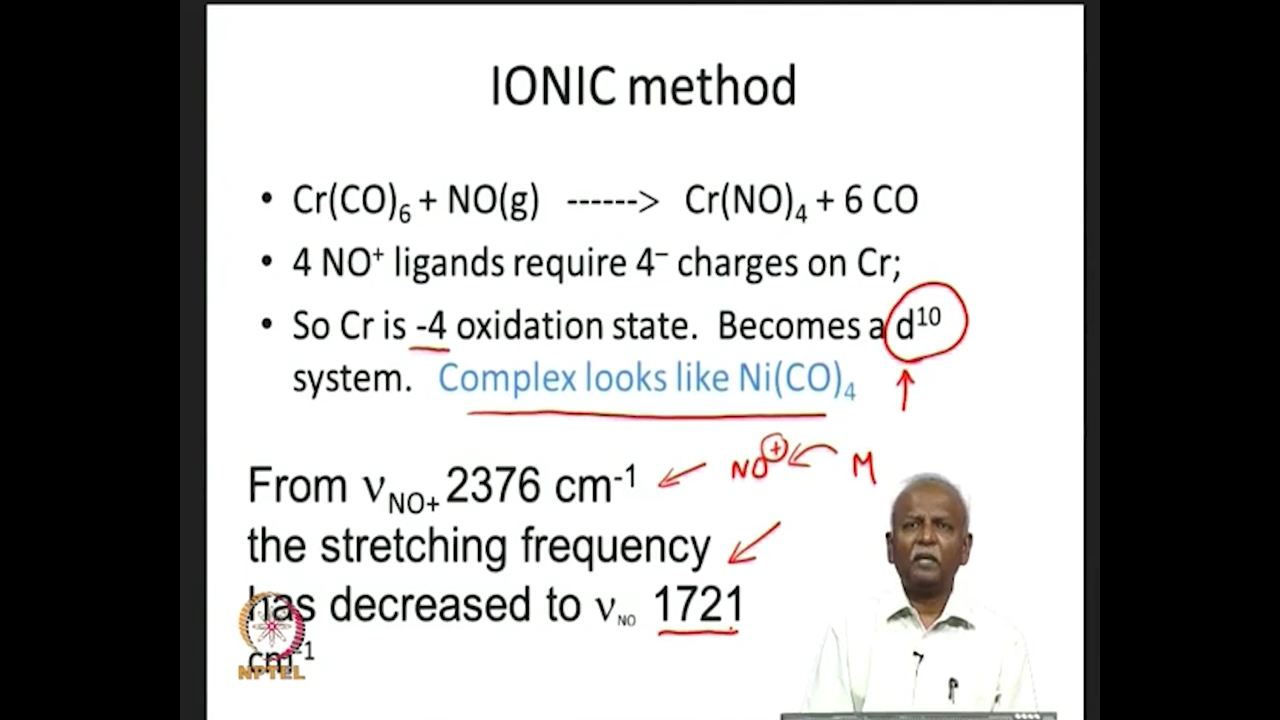 IONIC method
• Cr(CO)₆ + NO(g) ------> Cr(NO)₄ + 6 CO
• 4 NO⁺ ligands require 4⁻ charges on Cr;
• So Cr is -4 oxidation state. Becomes a d¹⁰
system. Complex looks like Ni(CO)₄
NO⁺ M
From νNO+ 2376 cm⁻¹
the stretching frequency
has decreased to νNO 1721
cm⁻¹
NPTEL